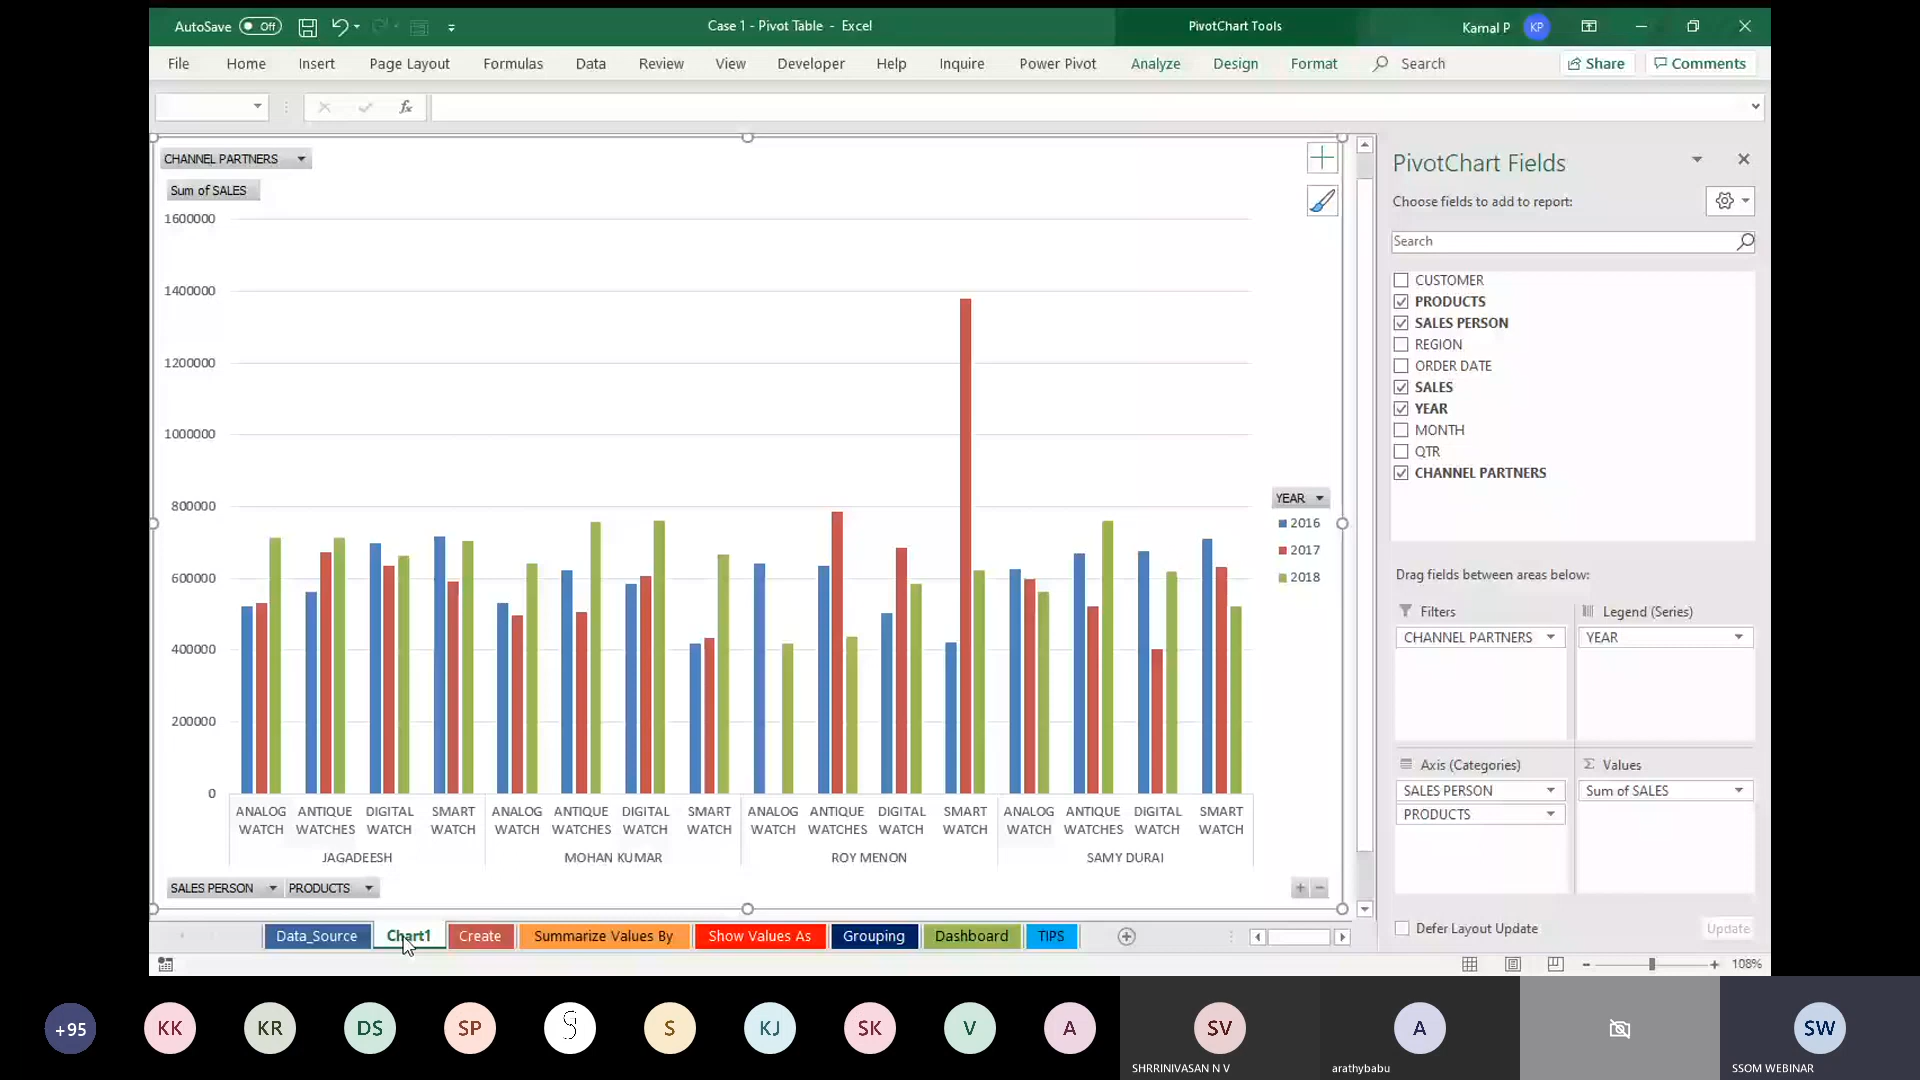 AutoSave Off
Case 1 - Pivot Table - Excel
PivotChart Tools
Kamal P KP
File Home Insert Page Layout Formulas Data Review View Developer Help Inquire Power Pivot Analyze Design Format Search Share Comments
fx
CHANNEL PARTNERS
Sum of SALES
1600000
1400000
1200000
1000000
800000
600000
400000
200000
0
YEAR
2016
2017
2018
ANALOG WATCH ANTIQUE WATCHES DIGITAL WATCH SMART WATCH ANALOG WATCH ANTIQUE WATCHES DIGITAL WATCH SMART WATCH ANALOG WATCH ANTIQUE WATCHES DIGITAL WATCH SMART WATCH ANALOG WATCH ANTIQUE WATCHES DIGITAL WATCH SMART WATCH
JAGADEESH MOHAN KUMAR ROY MENON SAMY DURAI
SALES PERSON PRODUCTS
PivotChart Fields
Choose fields to add to report:
Search
CUSTOMER
PRODUCTS
SALES PERSON
REGION
ORDER DATE
SALES
YEAR
MONTH
QTR
CHANNEL PARTNERS
Drag fields between areas below:
Filters
CHANNEL PARTNERS
Legend (Series)
YEAR
Axis (Categories)
SALES PERSON
PRODUCTS
Values
Sum of SALES
Defer Layout Update Update
Data_Source Chart1 Create Summarize Values By Show Values As Grouping Dashboard TIPS
108%
+95 KK KR DS SP S S KJ SK V A SV A SW
SHRRINIVASAN N V arathybabu SSOM WEBINAR